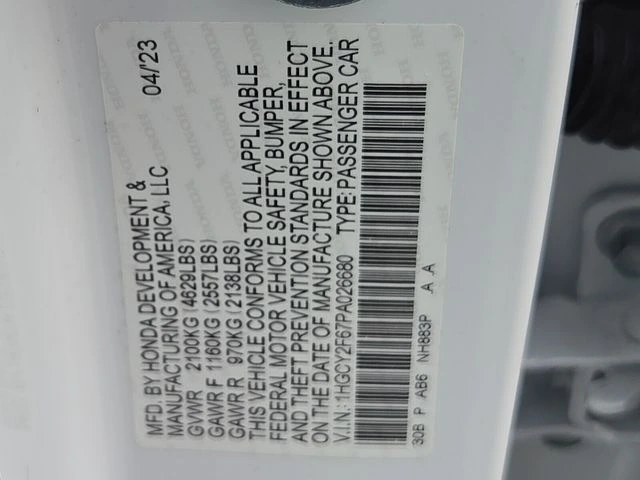 MFD. BY HONDA DEVELOPMENT & 04/'23
MANUFACTURING OF AMERICA, LLC
GVWR 2100KG (4629LBS)
GAWR F 1160KG (2557LBS)
GAWR R 970KG (2138LBS)
THIS VEHICLE CONFORMS TO ALL APPLICABLE
FEDERAL MOTOR VEHICLE SAFETY, BUMPER,
AND THEFT PREVENTION STANDARDS IN EFFECT
ON THE DATE OF MANUFACTURE SHOWN ABOVE.
V.I.N.: 1HGCY2F67PA026680 TYPE: PASSENGER CAR
30B P AB6 NH883P A A